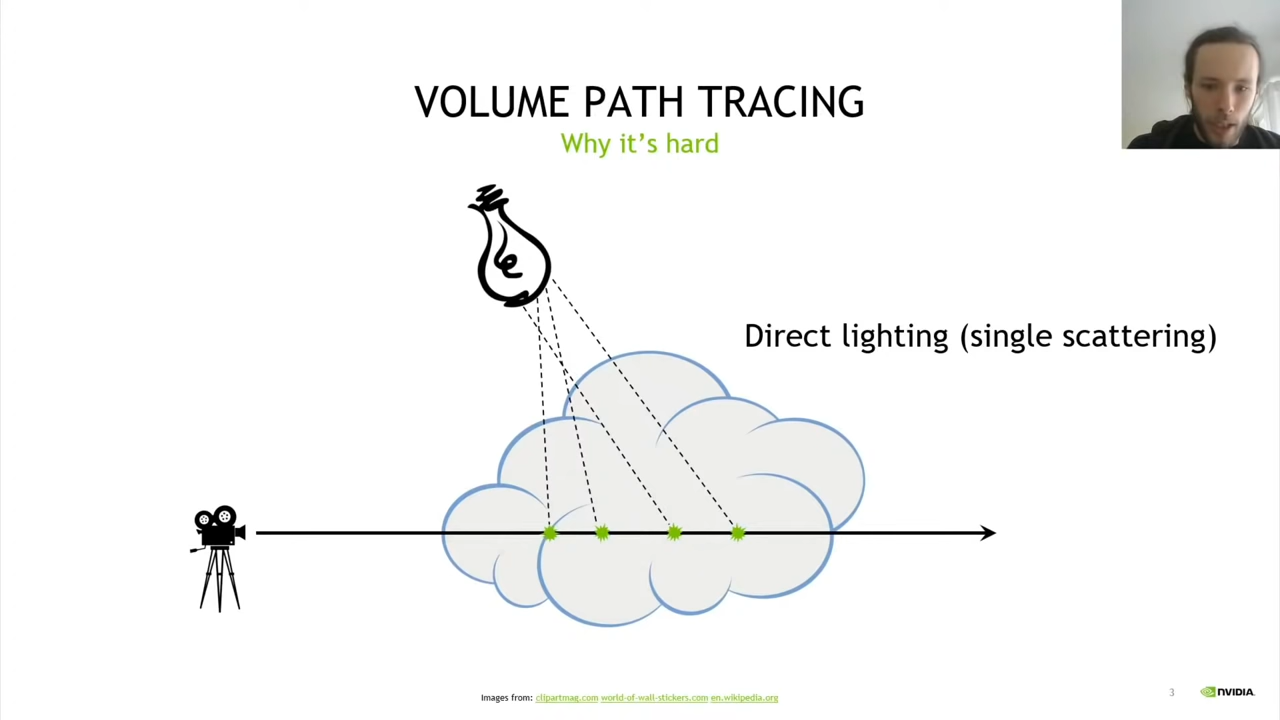 VOLUME PATH TRACING
Why it's hard
Direct lighting (single scattering)
Images from: clipartmag.com world-of-wall-stickers.com en.wikipedia.org
3
NVIDIA.